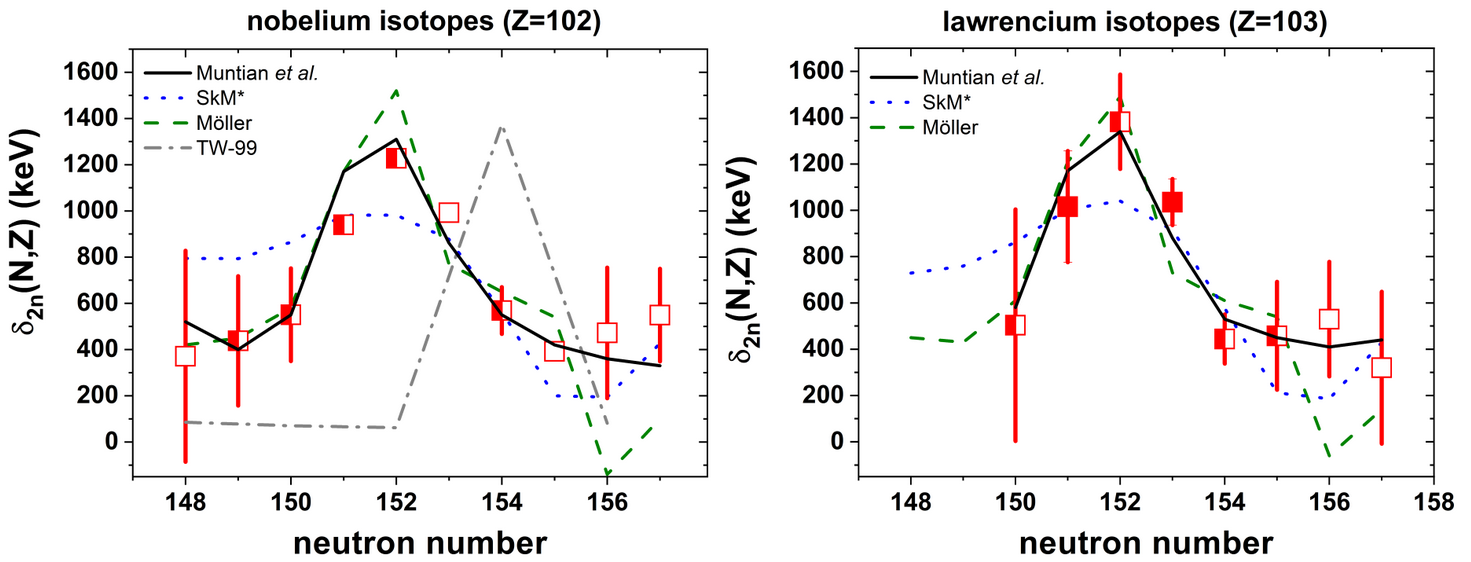 nobelium isotopes (Z=102)
1600
1400
1200
1000
800
600
400
200
0
δ2n(N,Z) (keV)
Muntian et al.
SkM*
Möller
TW-99
148
150
152
154
156
neutron number
lawrencium isotopes (Z=103)
1600
1400
1200
1000
800
600
400
200
0
δ2n(N,Z) (keV)
Muntian et al.
SkM*
Möller
148
150
152
154
156
158
neutron number